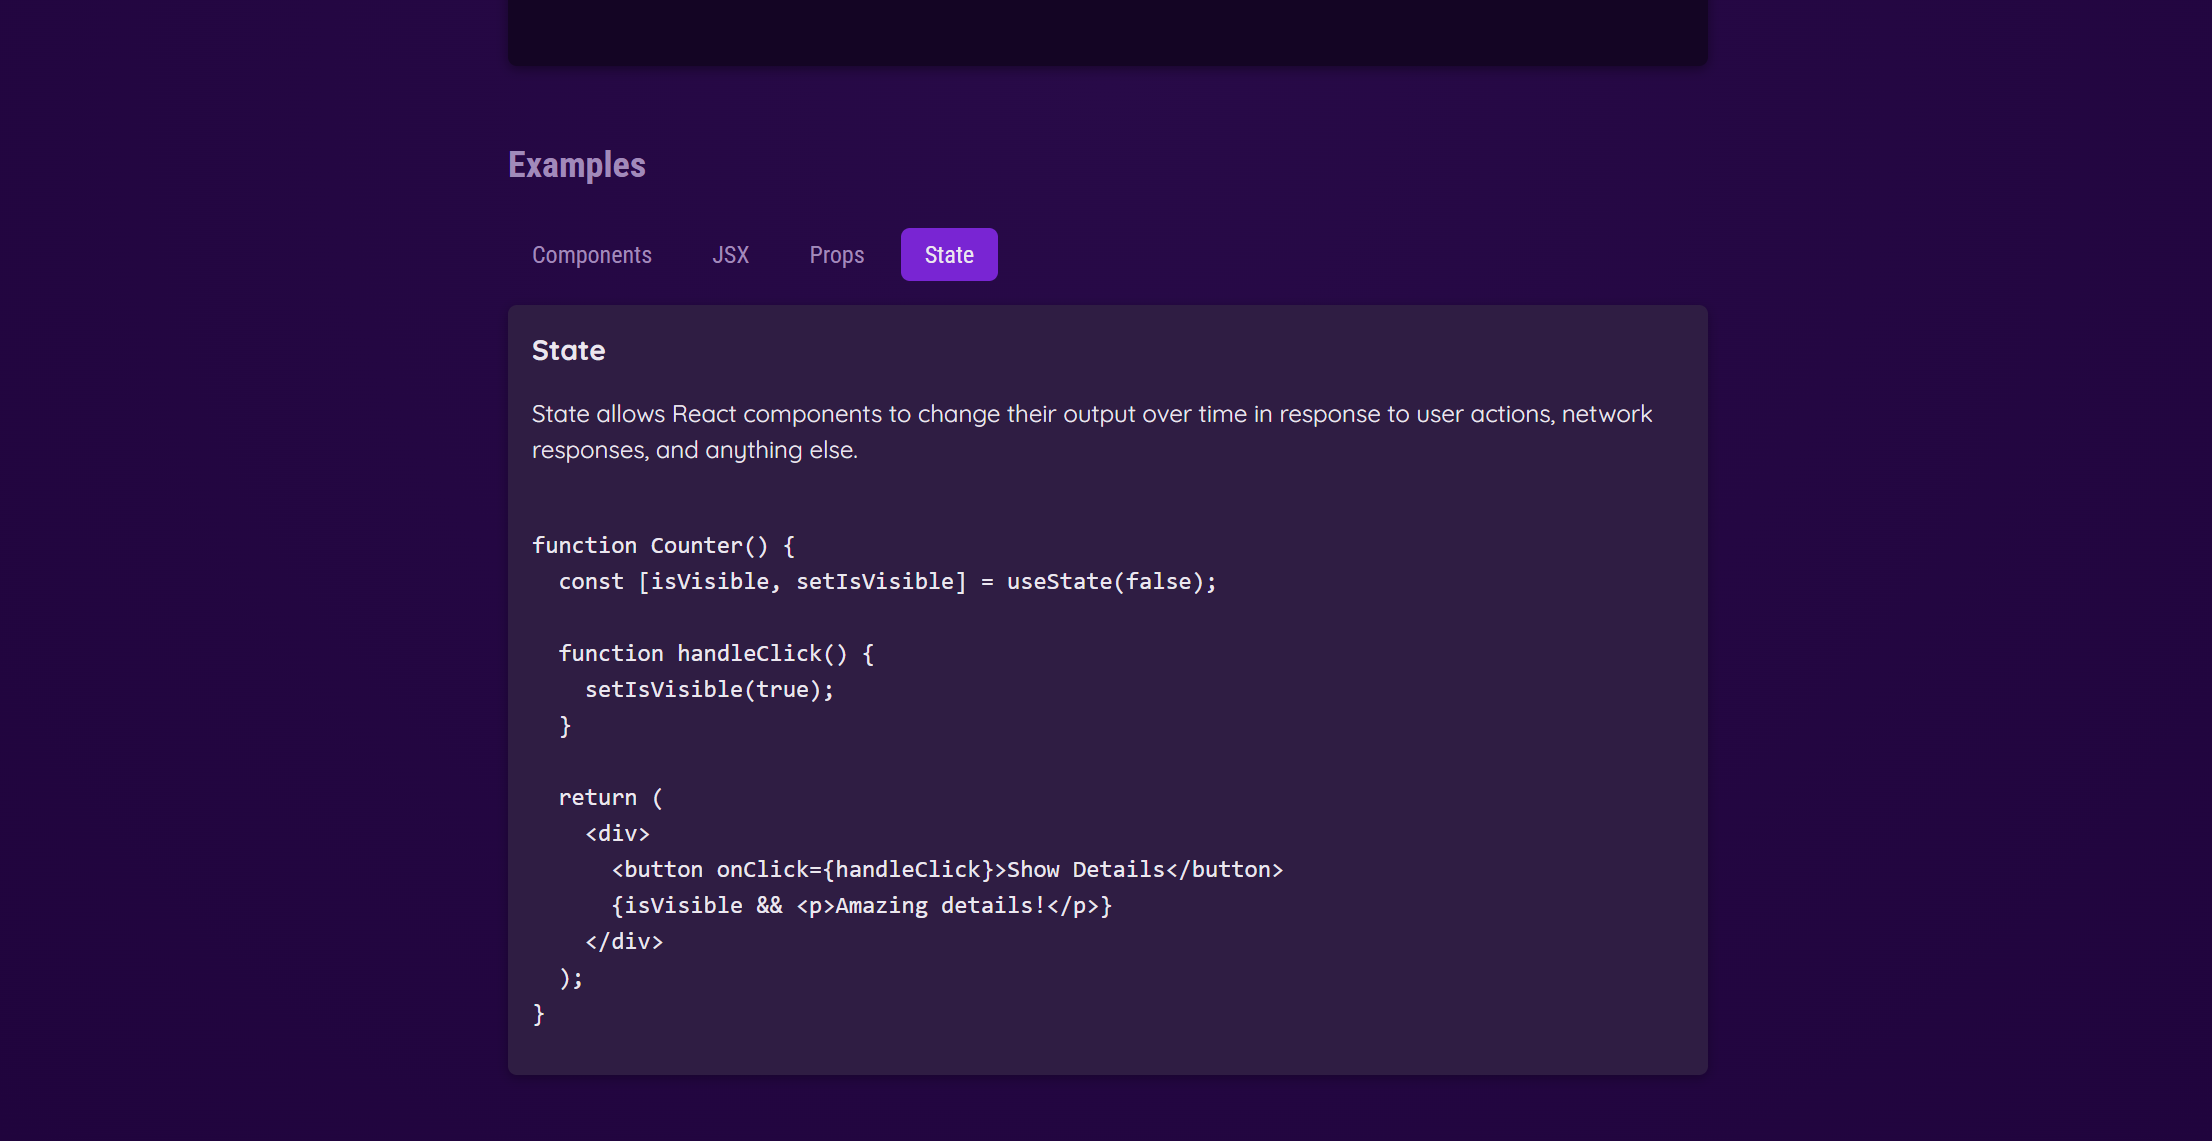 Examples
Components JSX Props State
State
State allows React components to change their output over time in response to user actions, network
responses, and anything else.
function Counter() {
  const [isVisible, setIsVisible] = useState(false);
  function handleClick() {
    setIsVisible(true);
  }
  return (
    <div>
      <button onClick={handleClick}>Show Details</button>
      {isVisible && <p>Amazing details!</p>}
    </div>
  );
}